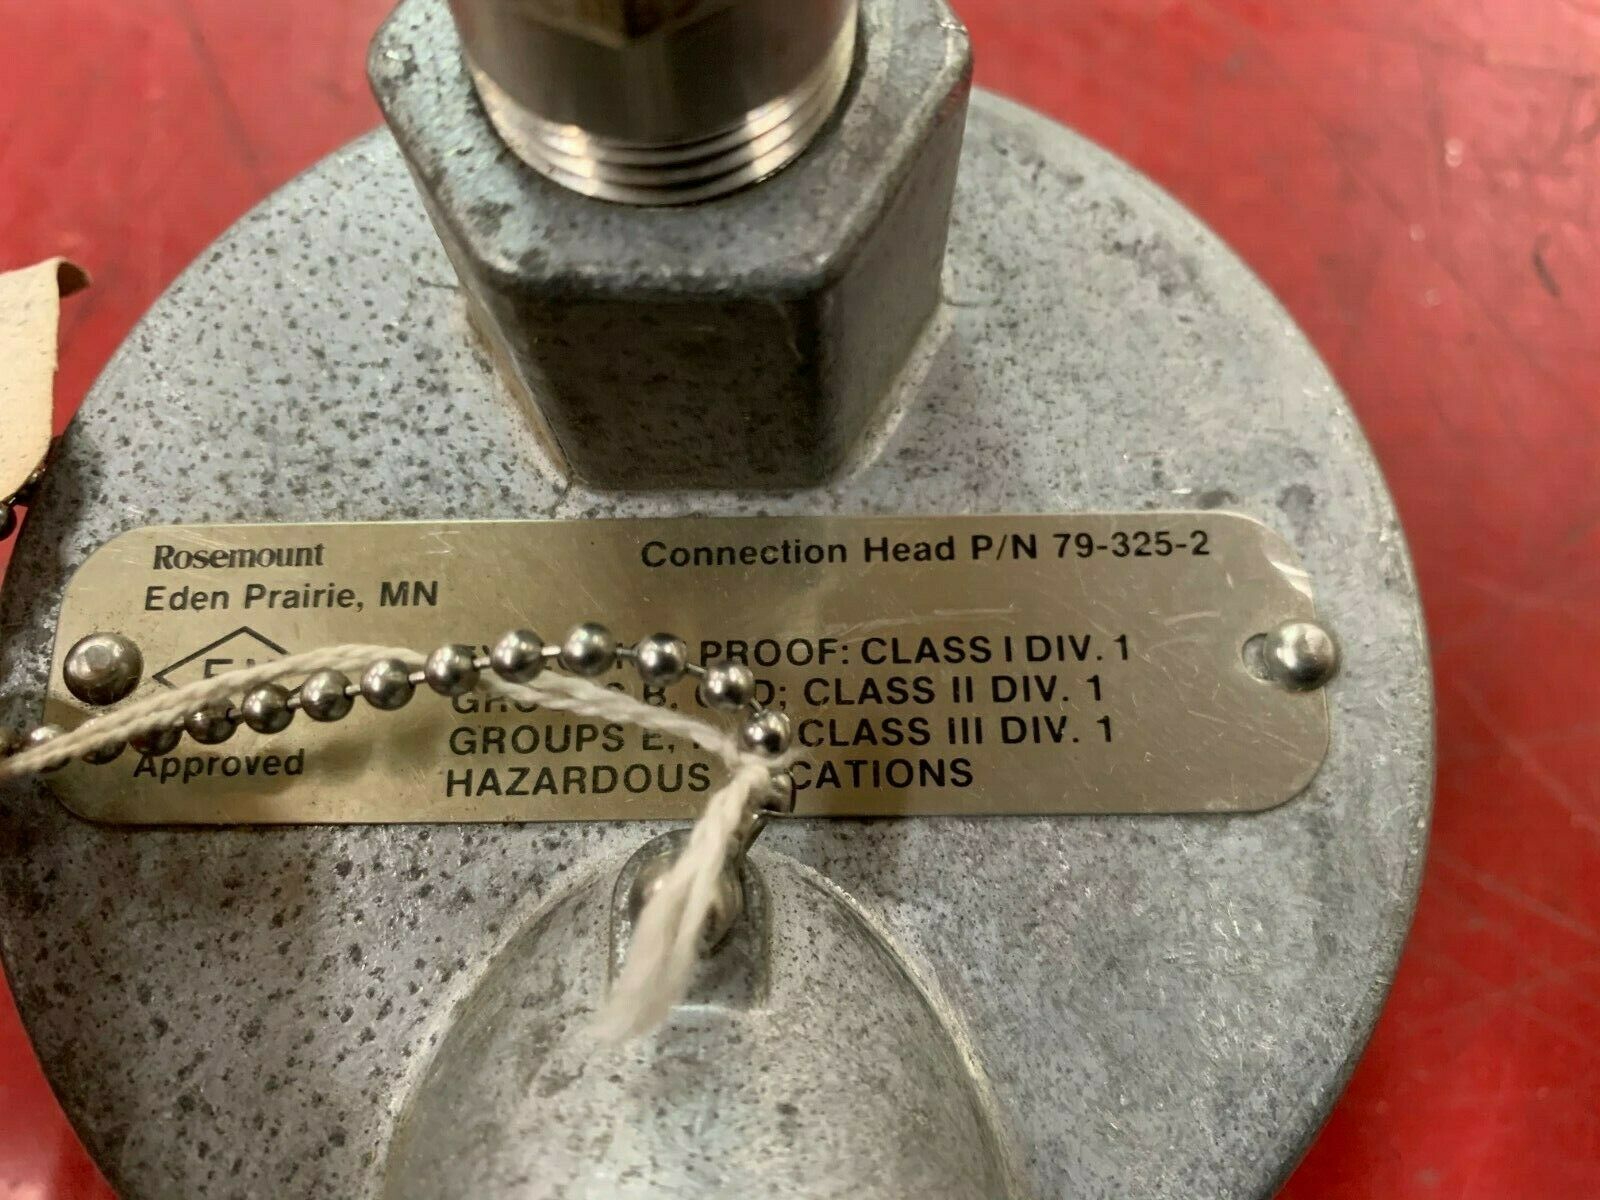 Rosemount
Connection Head P/N 79-325-2
Eden Prairie, MN
PROOF: CLASS I DIV. 1
B, D; CLASS II DIV. 1
GROUPS E, CLASS III DIV. 1
Approved
HAZARDOUS